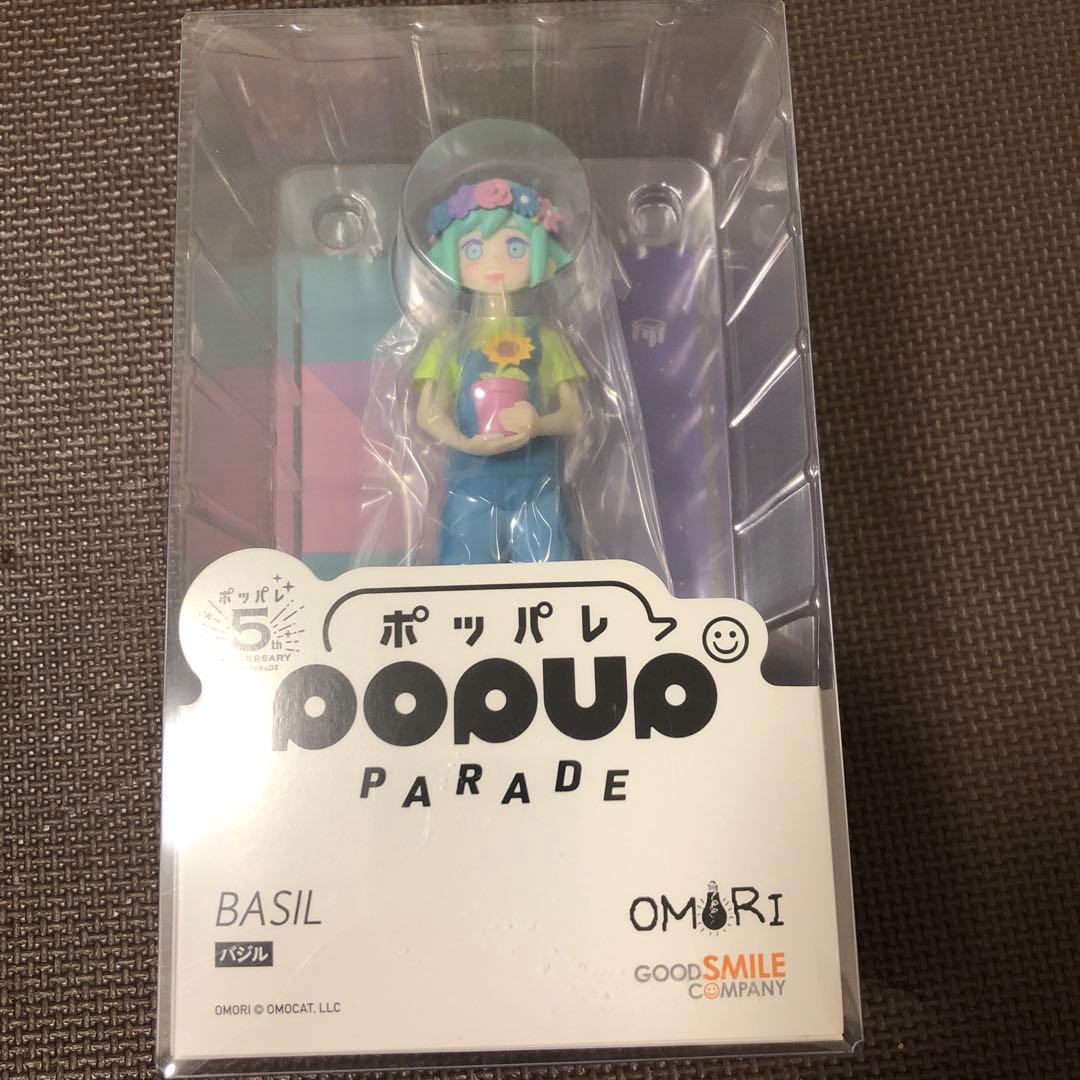 ポッパレ
5th
ANNIVERSARY
PARADE
ポッパレ
POPUP
PARADE
BASIL
バジル
OMORI
GOOD SMILE
COMPANY
OMORI © OMOCAT, LLC